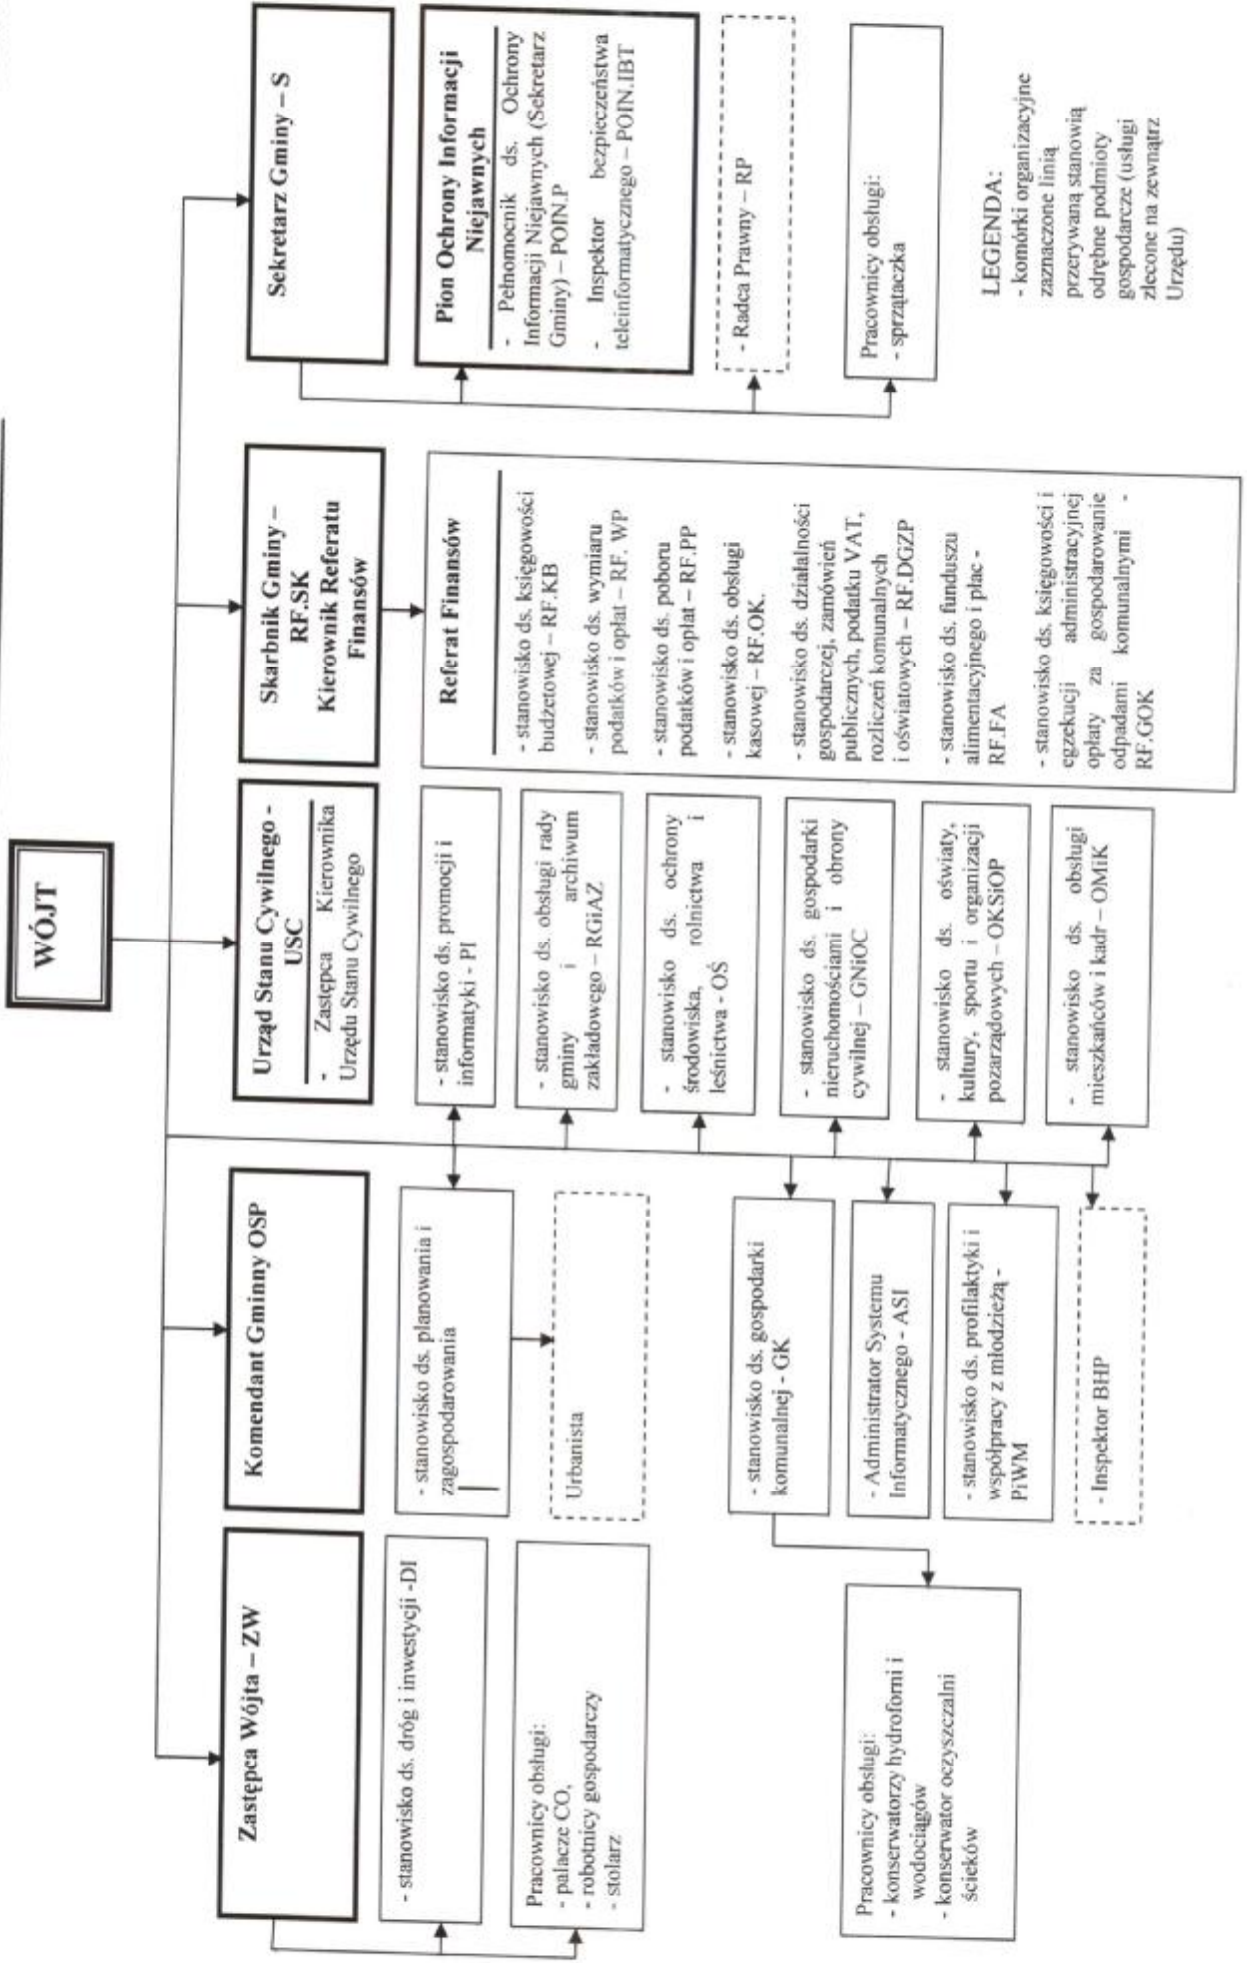 WÓJT
Zastępca Wójta – ZW
Komendant Gminny OSP
Urząd Stanu Cywilnego -
USC
- Zastępca Kierownika
Urzędu Stanu Cywilnego
Skarbnik Gminy –
RF.SK
Kierownik Referatu
Finansów
Sekretarz Gminy – S
- stanowisko ds. dróg i inwestycji -DI
Pracownicy obsługi:
- palacze CO,
- robotnicy gospodarczy
- stolarz
- stanowisko ds. planowania i
zagospodarowania
Urbanista
- stanowisko ds. gospodarki
komunalnej - GK
- Administrator Systemu
Informatycznego - ASI
- stanowisko ds. profilaktyki i
współpracy z młodzieżą -
PiWM
- Inspektor BHP
Pracownicy obsługi:
- konserwatorzy hydroforni i
wodociągów
- konserwator oczyszczalni
ścieków
- stanowisko ds. promocji i
informatyki - PI
- stanowisko ds. obsługi rady
gminy i archiwum
zakładowego – RGiAZ
- stanowisko ds. ochrony
środowiska, rolnictwa i
leśnictwa - OŚ
- stanowisko ds. gospodarki
nieruchomościami i obrony
cywilnej – GNiOC
- stanowisko ds. oświaty,
kultury, sportu i organizacji
pozarządowych – OKSiOP
- stanowisko ds. obsługi
mieszkańców i kadr – OMiK
Referat Finansów
- stanowisko ds. księgowości
budżetowej – RF.KB
- stanowisko ds. wymiaru
podatków i opłat – RF. WP
- stanowisko ds. poboru
podatków i opłat – RF.PP
- stanowisko ds. obsługi
kasowej – RF.OK.
- stanowisko ds. działalności
gospodarczej, zamówień
publicznych, podatku VAT,
rozliczeń komunalnych
i oświatowych – RF.DGZP
- stanowisko ds. funduszu
alimentacyjnego i płac -
RF.FA
- stanowisko ds. księgowości i
egzekucji administracyjnej
opłaty za gospodarowanie
odpadami komunalnymi -
RF.GOK
Pion Ochrony Informacji
Niejawnych
- Pełnomocnik ds. Ochrony
Informacji Niejawnych (Sekretarz
Gminy) – POIN.P
- Inspektor bezpieczeństwa
teleinformatycznego – POIN.IBT
- Radca Prawny – RP
Pracownicy obsługi:
- sprzątaczka
LEGENDA:
- komórki organizacyjne
zaznaczone linią
przerywaną stanowią
odrębne podmioty
gospodarcze (usługi
zlecone na zewnątrz
Urzędu)